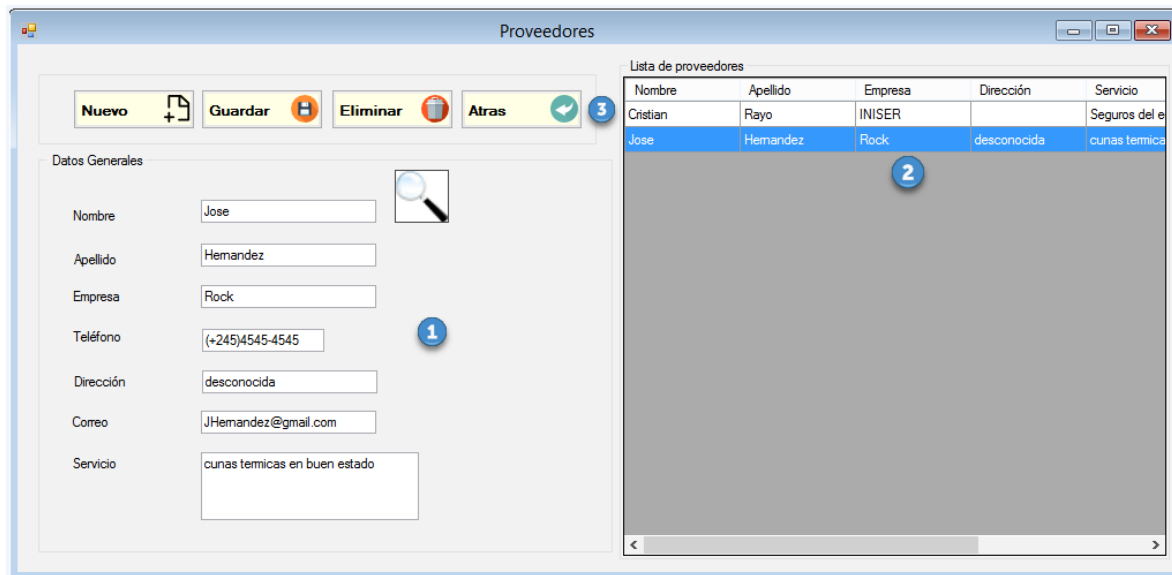 Proveedores
Nuevo Guardar Eliminar Atras 3
Datos Generales
Nombre Jose
Apellido Hernandez
Empresa Rock
Teléfono (+245)4545-4545
1
Dirección desconocida
Correo JHernandez@gmail.com
Servicio cunas termicas en buen estado
Lista de proveedores
Nombre Apellido Empresa Dirección Servicio
Cristian Rayo INISER Seguros del e
Jose Hernandez Rock desconocida cunas termica
2